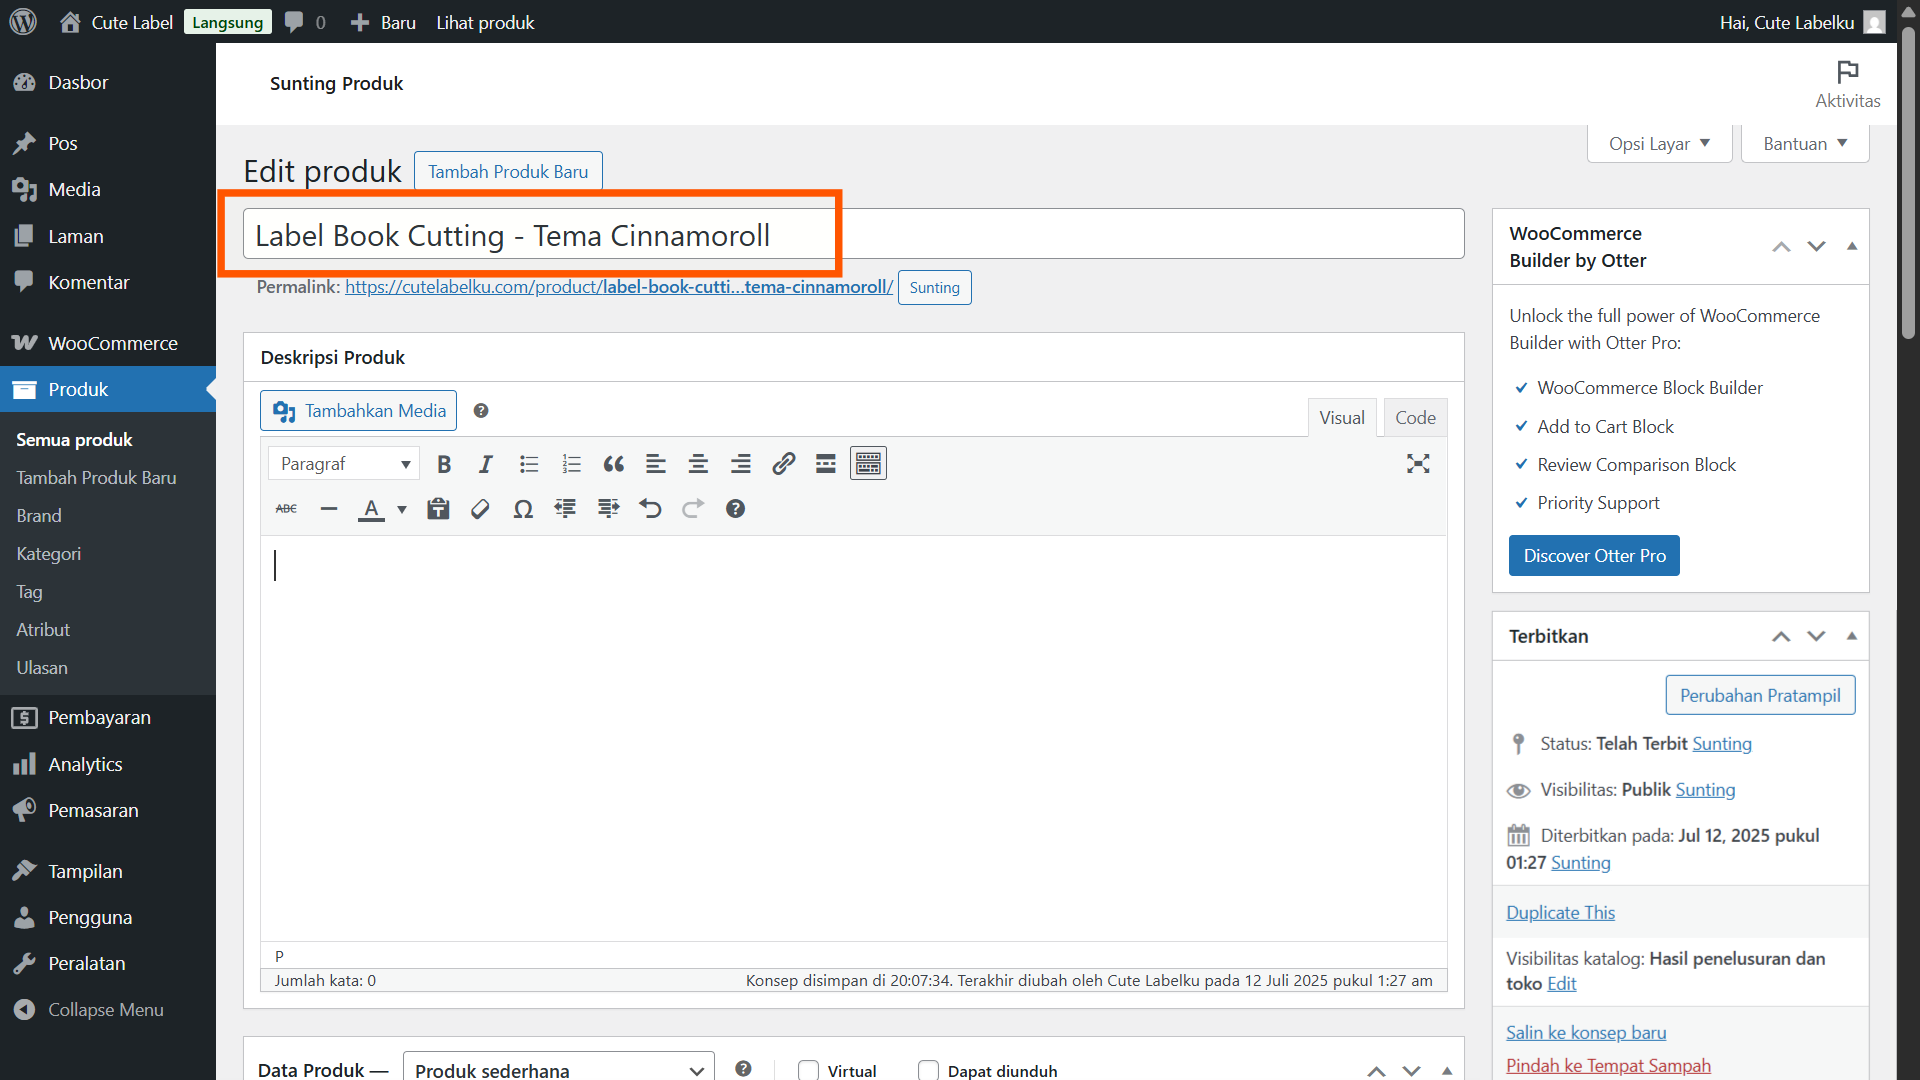 Cute Label Langsung 0 Baru Lihat produk Hai, Cute Labelku
Dasbor
Pos
Media
Laman
Komentar
WooCommerce
Produk
Semua produk
Tambah Produk Baru
Brand
Kategori
Tag
Atribut
Ulasan
Pembayaran
Analytics
Pemasaran
Tampilan
Pengguna
Peralatan
Collapse Menu
Sunting Produk
Aktivitas
Opsi Layar Bantuan
Edit produk Tambah Produk Baru
Label Book Cutting - Tema Cinnamoroll
Permalink: https://cutelabelku.com/product/label-book-cutti...tema-cinnamoroll/ Sunting
Deskripsi Produk
Tambahkan Media
Visual Code
Paragraf
P
Jumlah kata: 0 Konsep disimpan di 20:07:34. Terakhir diubah oleh Cute Labelku pada 12 Juli 2025 pukul 1:27 am
Data Produk — Produk sederhana Virtual Dapat diunduh
WooCommerce
Builder by Otter
Unlock the full power of WooCommerce
Builder with Otter Pro:
WooCommerce Block Builder
Add to Cart Block
Review Comparison Block
Priority Support
Discover Otter Pro
Terbitkan
Perubahan Pratampil
Status: Telah Terbit Sunting
Visibilitas: Publik Sunting
Diterbitkan pada: Jul 12, 2025 pukul
01:27 Sunting
Duplicate This
Visibilitas katalog: Hasil penelusuran dan
toko Edit
Salin ke konsep baru
Pindah ke Tempat Sampah